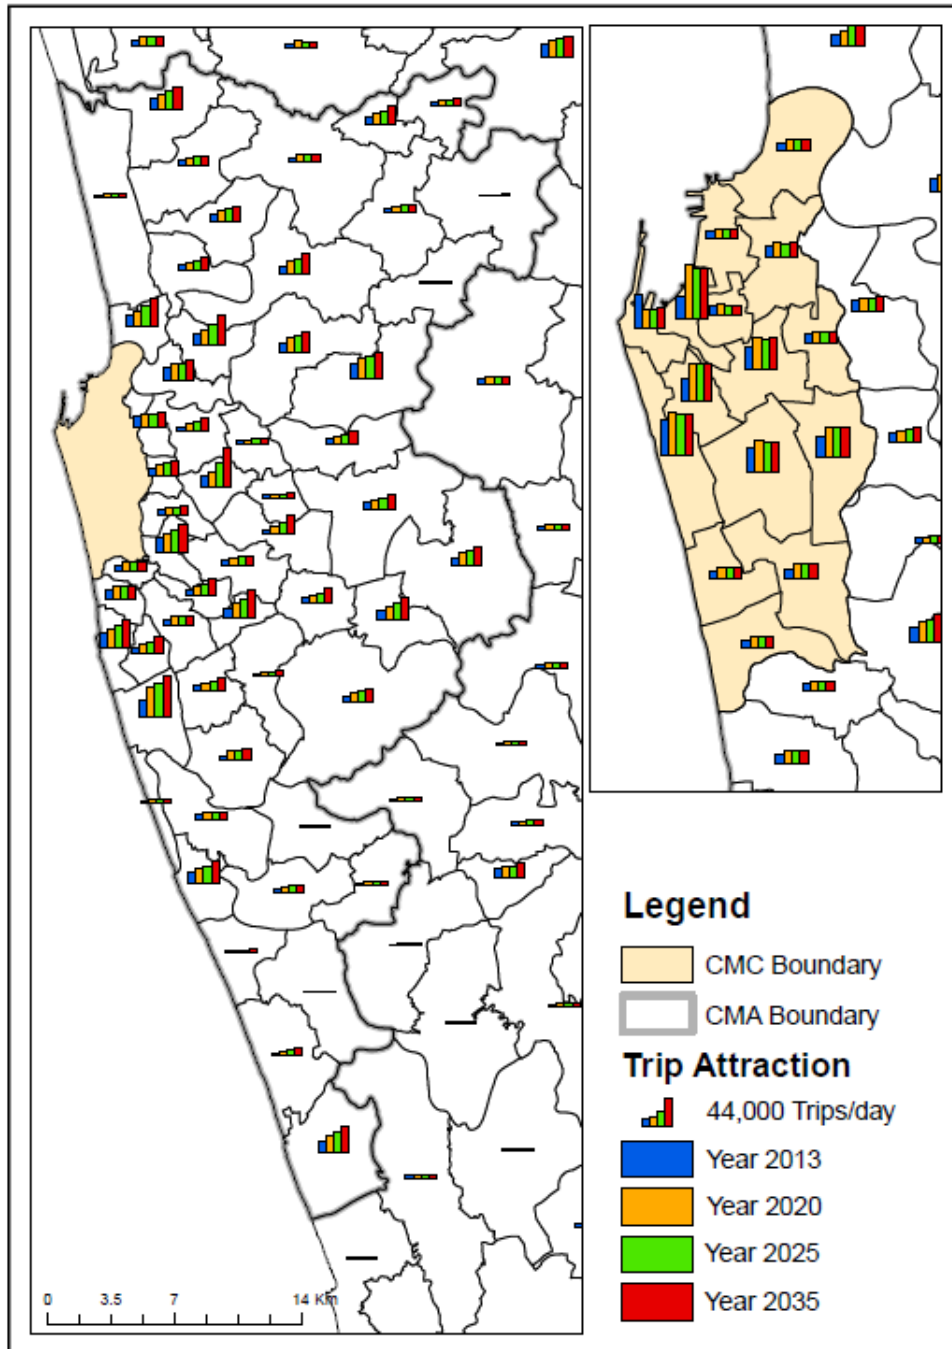 Legend
CMC Boundary
CMA Boundary
Trip Attraction
44,000 Trips/day
Year 2013
Year 2020
Year 2025
Year 2035
0 3.5 7 14 Km